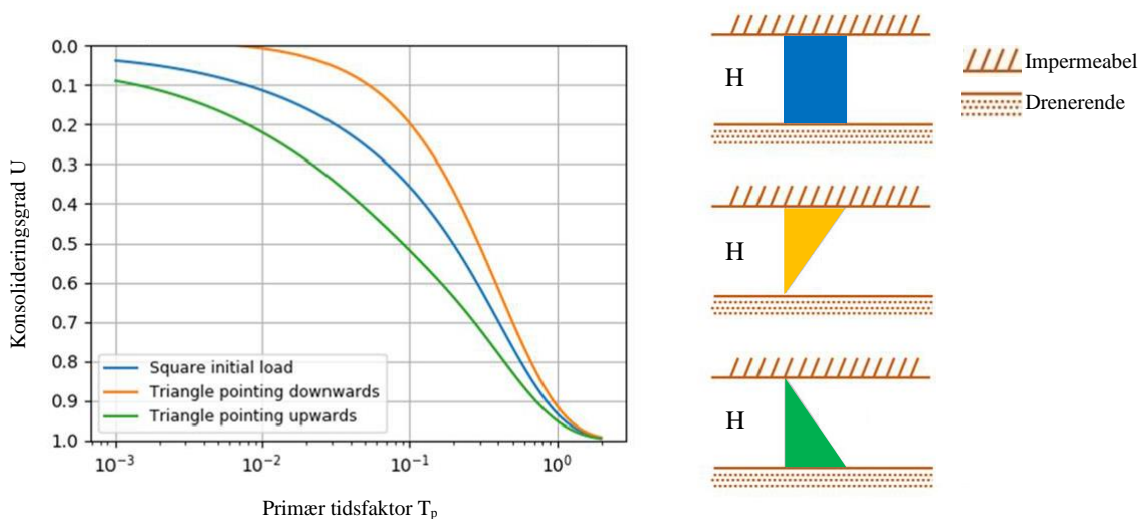 Konsolideringsgrad U
0.0
0.1
0.2
0.3
0.4
0.5
0.6
0.7
0.8
0.9
1.0
Square initial load
Triangle pointing downwards
Triangle pointing upwards
10⁻³
10⁻²
10⁻¹
10⁰
Primær tidsfaktor Tₚ
H
H
H
Impermeabel
Drenerende